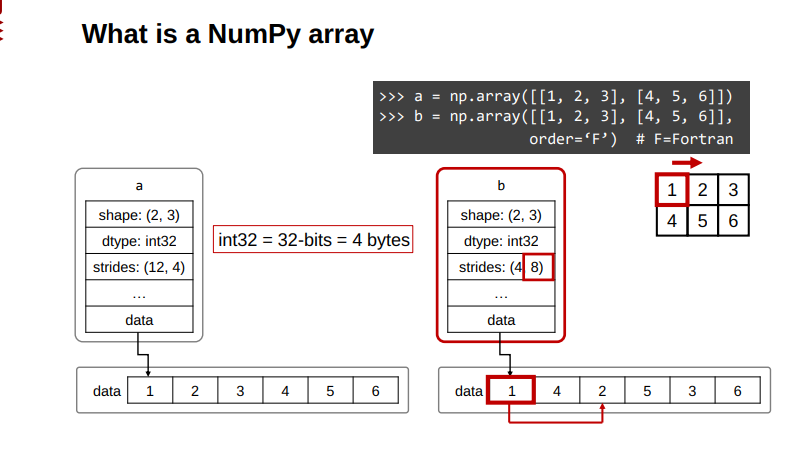 What is a NumPy array
>>> a = np.array([[1, 2, 3], [4, 5, 6]])
>>> b = np.array([[1, 2, 3], [4, 5, 6]],
order=‘F’)  # F=Fortran
a
shape: (2, 3)
dtype: int32
strides: (12, 4)
...
data
data 1 2 3 4 5 6
int32 = 32-bits = 4 bytes
b
shape: (2, 3)
dtype: int32
strides: (4 8)
...
data
data 1 4 2 5 3 6
1 2 3
4 5 6